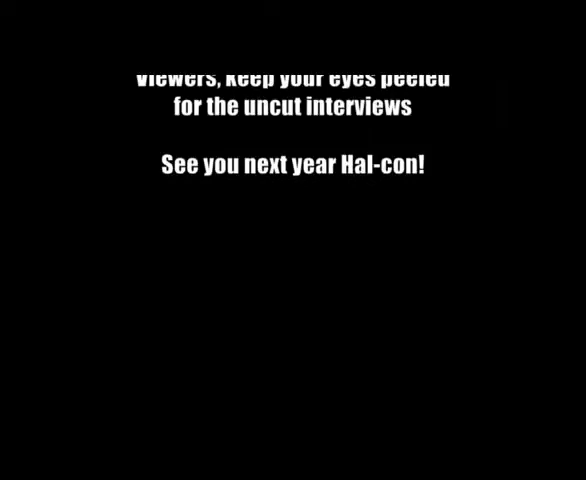 Viewers, Keep your eyes peeled
for the uncut interviews
See you next year Hal-con!